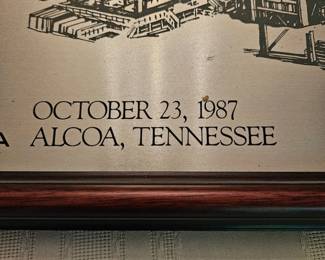 OCTOBER 23, 1987
A ALCOA, TENNESSEE